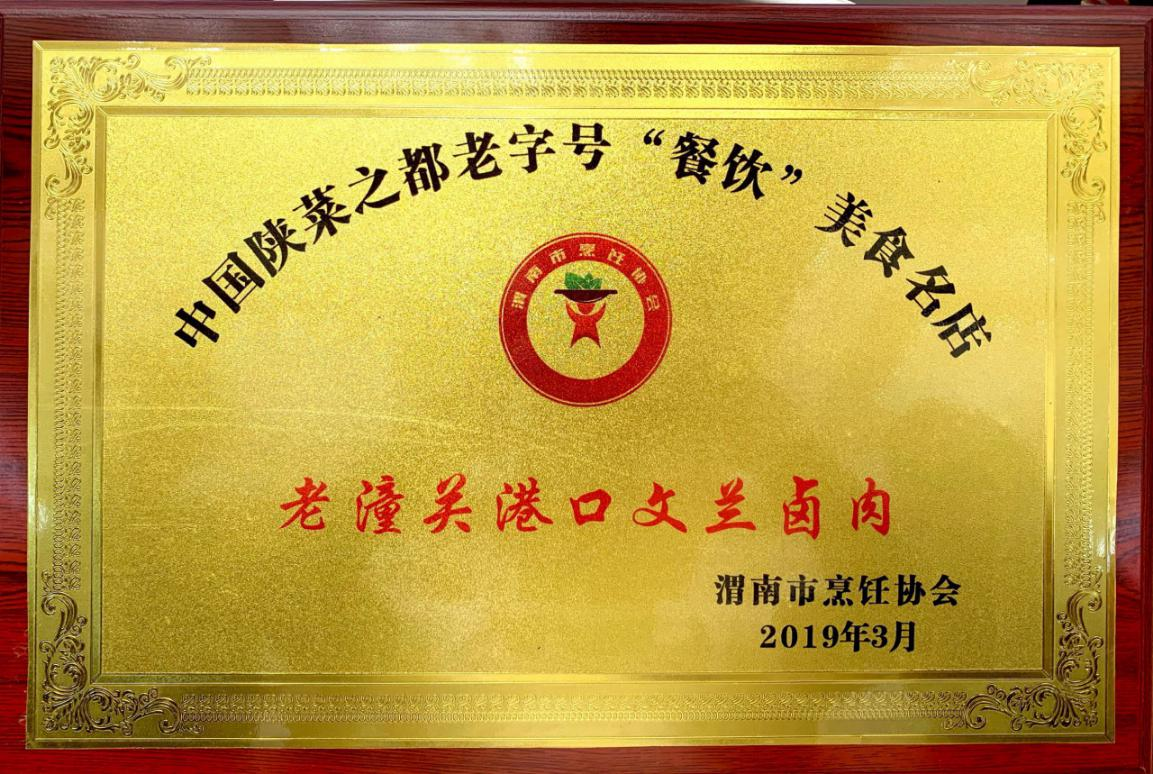 中国陕菜之都老字号“餐饮”美食名店
渭南市烹饪协会
老潼关港口文兰卤肉
渭南市烹饪协会
2019年3月